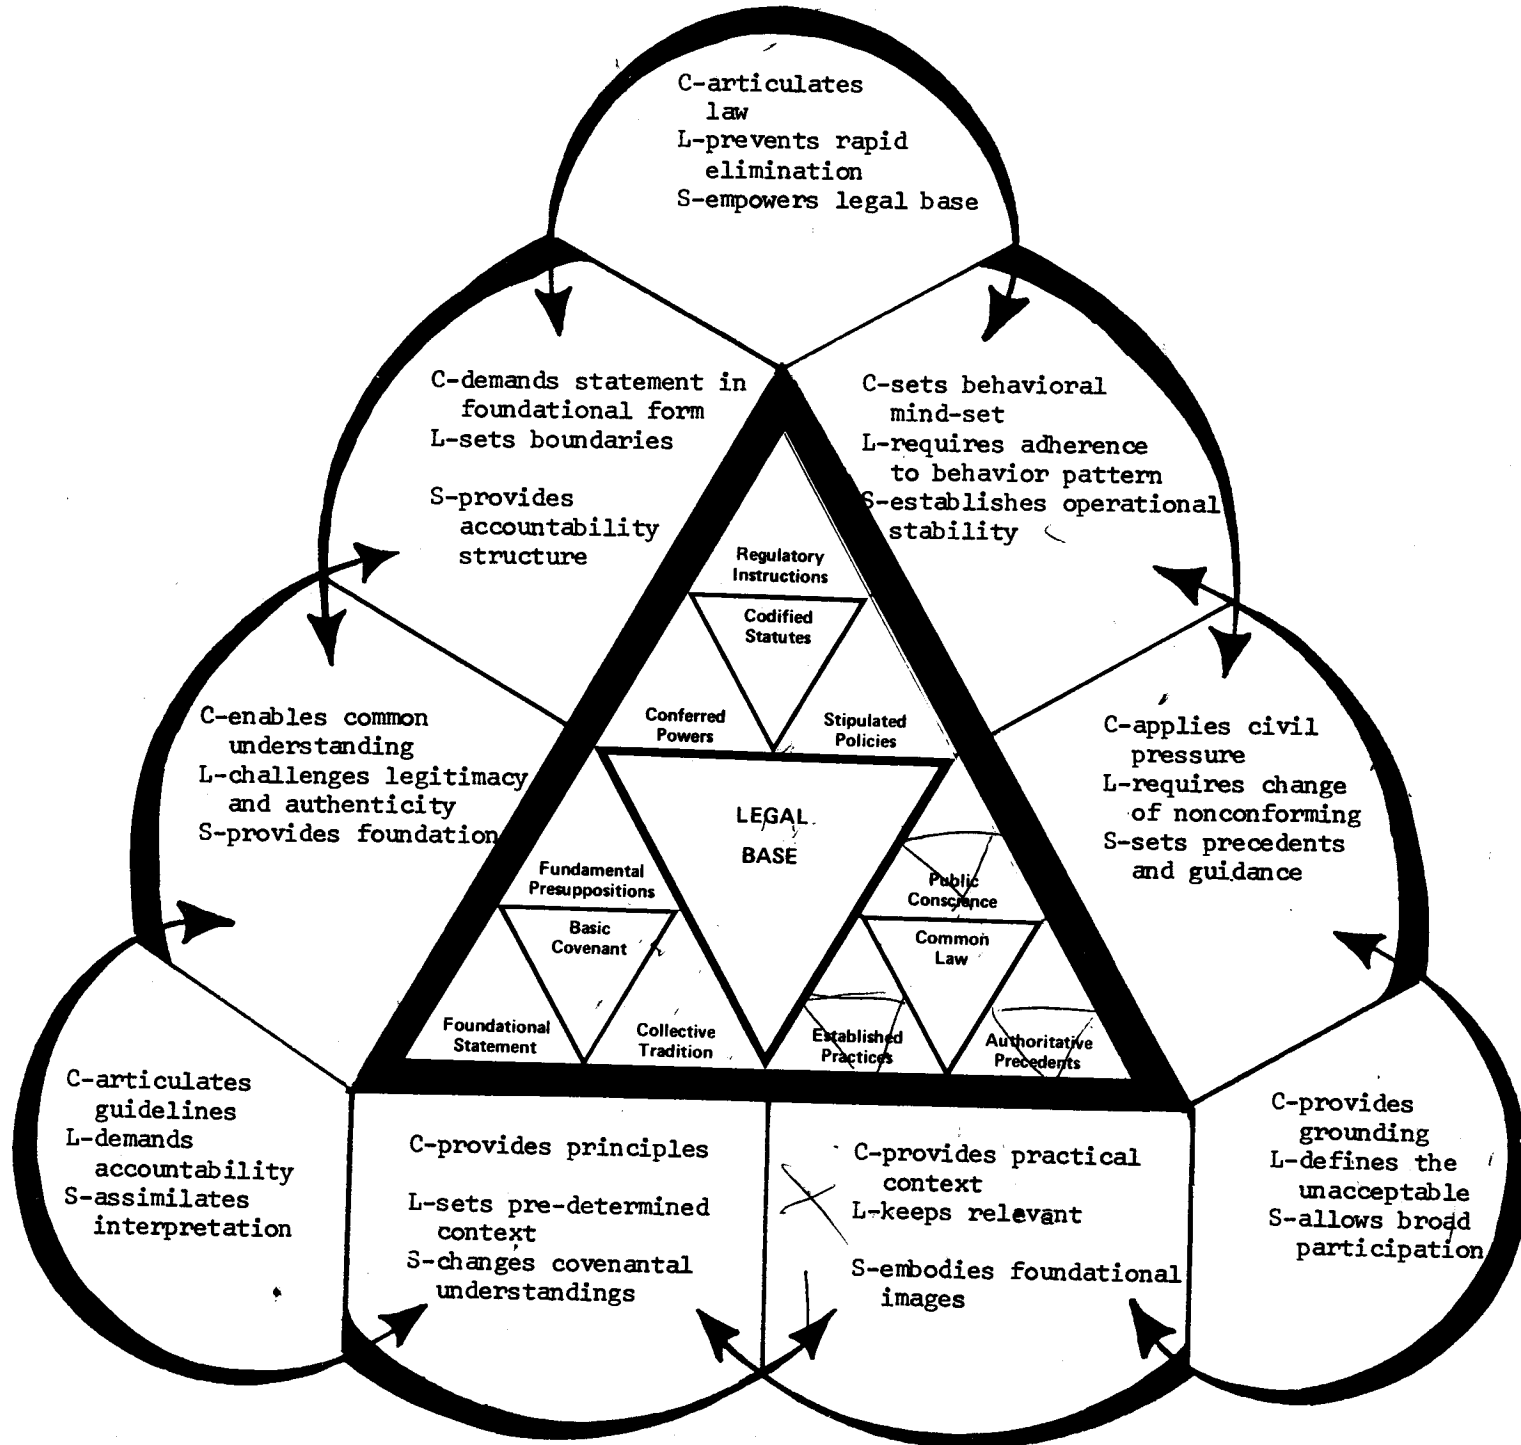 C-articulates
law
L-prevents rapid
elimination
S-empowers legal base
C-demands statement in
foundational form
L-sets boundaries
S-provides
accountability
structure
C-sets behavioral
mind-set
L-requires adherence
to behavior pattern
S-establishes operational
stability
Regulatory
Instructions
Codified
Statutes
Conferred
Powers
Stipulated
Policies
C-enables common
understanding
L-challenges legitimacy
and authenticity
S-provides foundation
C-applies civil
pressure
L-requires change
of nonconforming
S-sets precedents
and guidance
LEGAL
BASE
Fundamental
Presuppositions
Basic
Covenant
Foundational
Statement
Collective
Tradition
Public
Conscience
Common
Law
Established
Practices
Authoritative
Precedents
C-articulates
guidelines
L-demands
accountability
S-assimilates
interpretation
C-provides principles
L-sets pre-determined
context
S-changes covenantal
understandings
C-provides practical
context
L-keeps relevant
S-embodies foundational
images
C-provides
grounding
L-defines the
unacceptable
S-allows broad
participation